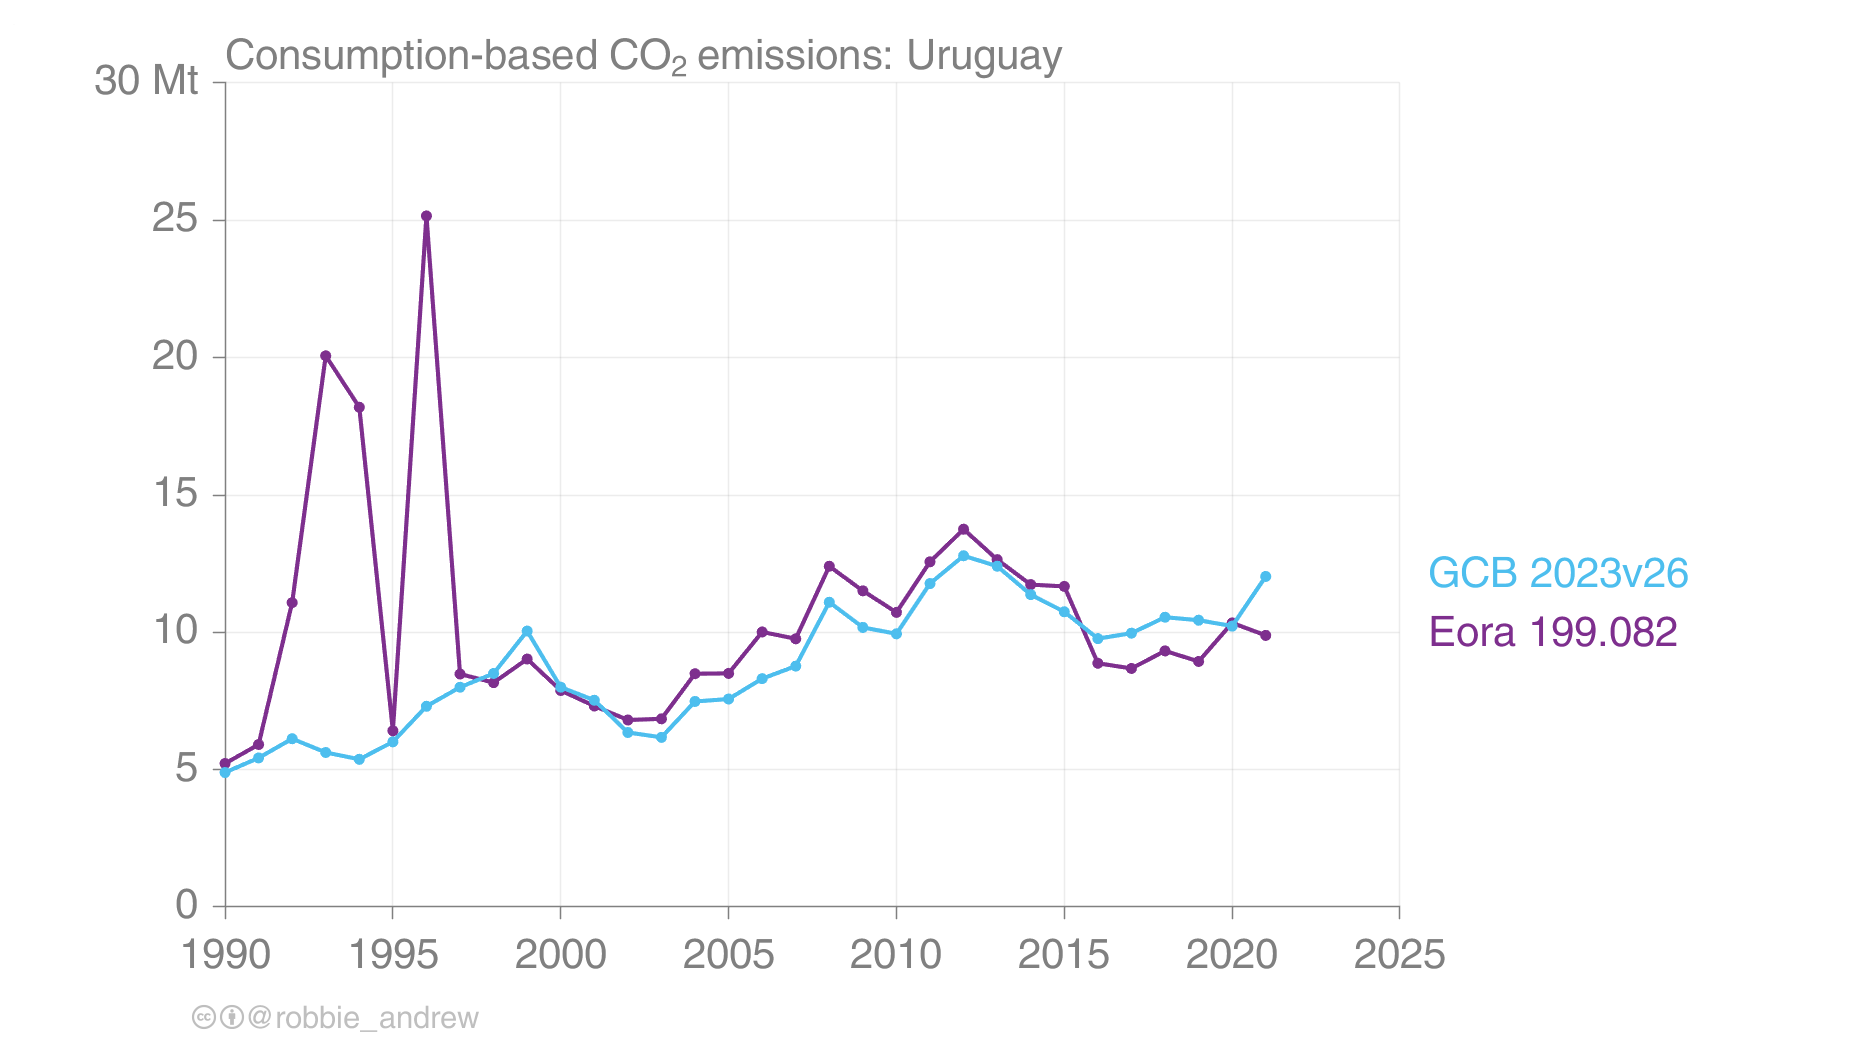 Consumption-based CO₂ emissions: Uruguay
30 Mt
25
20
15
10
5
0
1990 1995 2000 2005 2010 2015 2020 2025
GCB 2023v26
Eora 199.082
@robbie_andrew